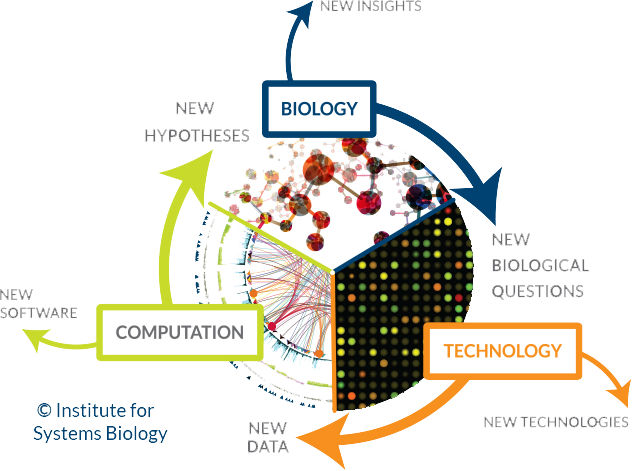 NEW INSIGHTS
BIOLOGY
NEW
HYPOTHESES
NEW
BIOLOGICAL
QUESTIONS
NEW
SOFTWARE
COMPUTATION
TECHNOLOGY
© Institute for
Systems Biology
NEW
DATA
NEW TECHNOLOGIES